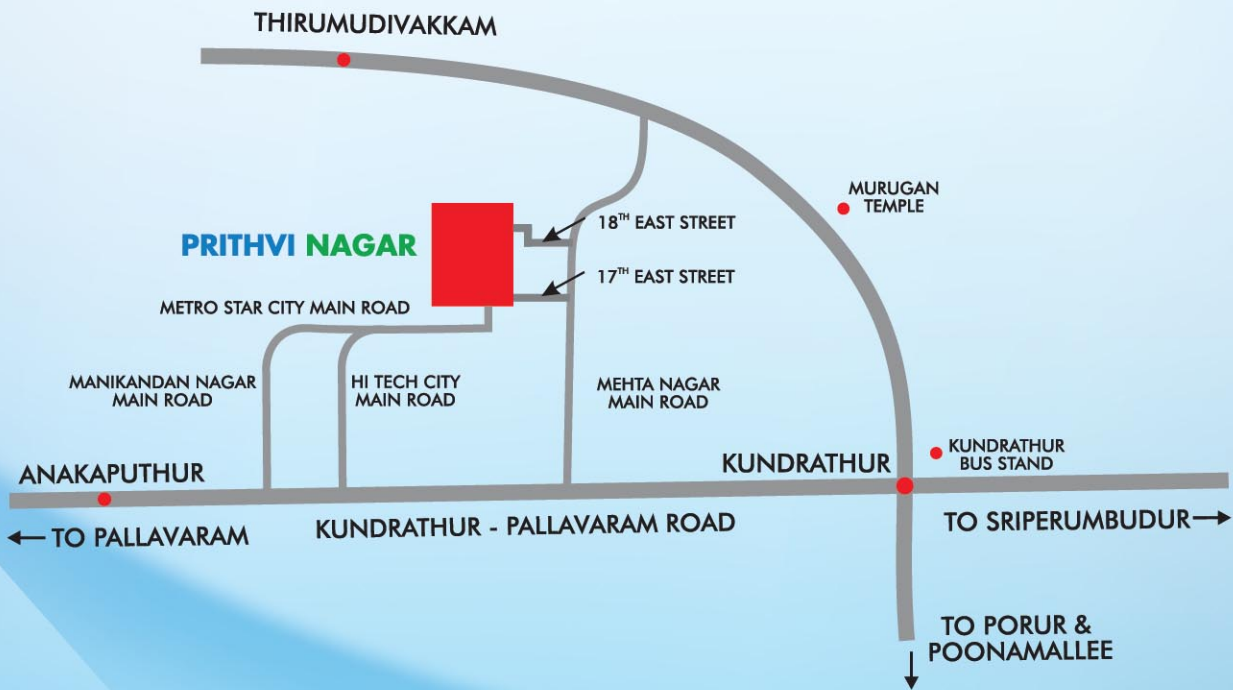 THIRUMUDIVAKKAM
MURUGAN
TEMPLE
18TH EAST STREET
PRITHVI NAGAR
17TH EAST STREET
METRO STAR CITY MAIN ROAD
MANIKANDAN NAGAR
MAIN ROAD
HI TECH CITY
MAIN ROAD
MEHTA NAGAR
MAIN ROAD
KUNDRATHUR
BUS STAND
ANAKAPUTHUR
KUNDRATHUR
TO PALLAVARAM
KUNDRATHUR - PALLAVARAM ROAD
TO SRIPERUMBUDUR
TO PORUR &
POONAMALLEE